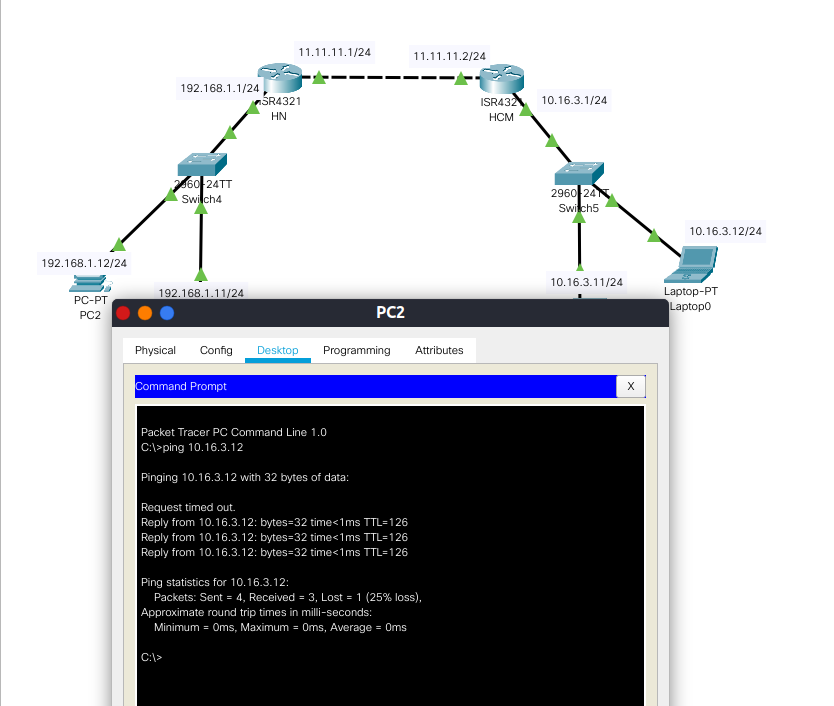 11.11.11.1/24
11.11.11.2/24
192.168.1.1/24
ISR4321
HN
ISR4321
HCM
10.16.3.1/24
2960-24TT
Switch4
2960-24TT
Switch5
192.168.1.12/24
PC-PT
PC2
192.168.1.11/24
10.16.3.11/24
10.16.3.12/24
Laptop-PT
Laptop0
PC2
Physical Config Desktop Programming Attributes
Command Prompt X
Packet Tracer PC Command Line 1.0
C:\>ping 10.16.3.12
Pinging 10.16.3.12 with 32 bytes of data:
Request timed out.
Reply from 10.16.3.12: bytes=32 time<1ms TTL=126
Reply from 10.16.3.12: bytes=32 time<1ms TTL=126
Reply from 10.16.3.12: bytes=32 time<1ms TTL=126
Ping statistics for 10.16.3.12:
Packets: Sent = 4, Received = 3, Lost = 1 (25% loss),
Approximate round trip times in milli-seconds:
Minimum = 0ms, Maximum = 0ms, Average = 0ms
C:\>